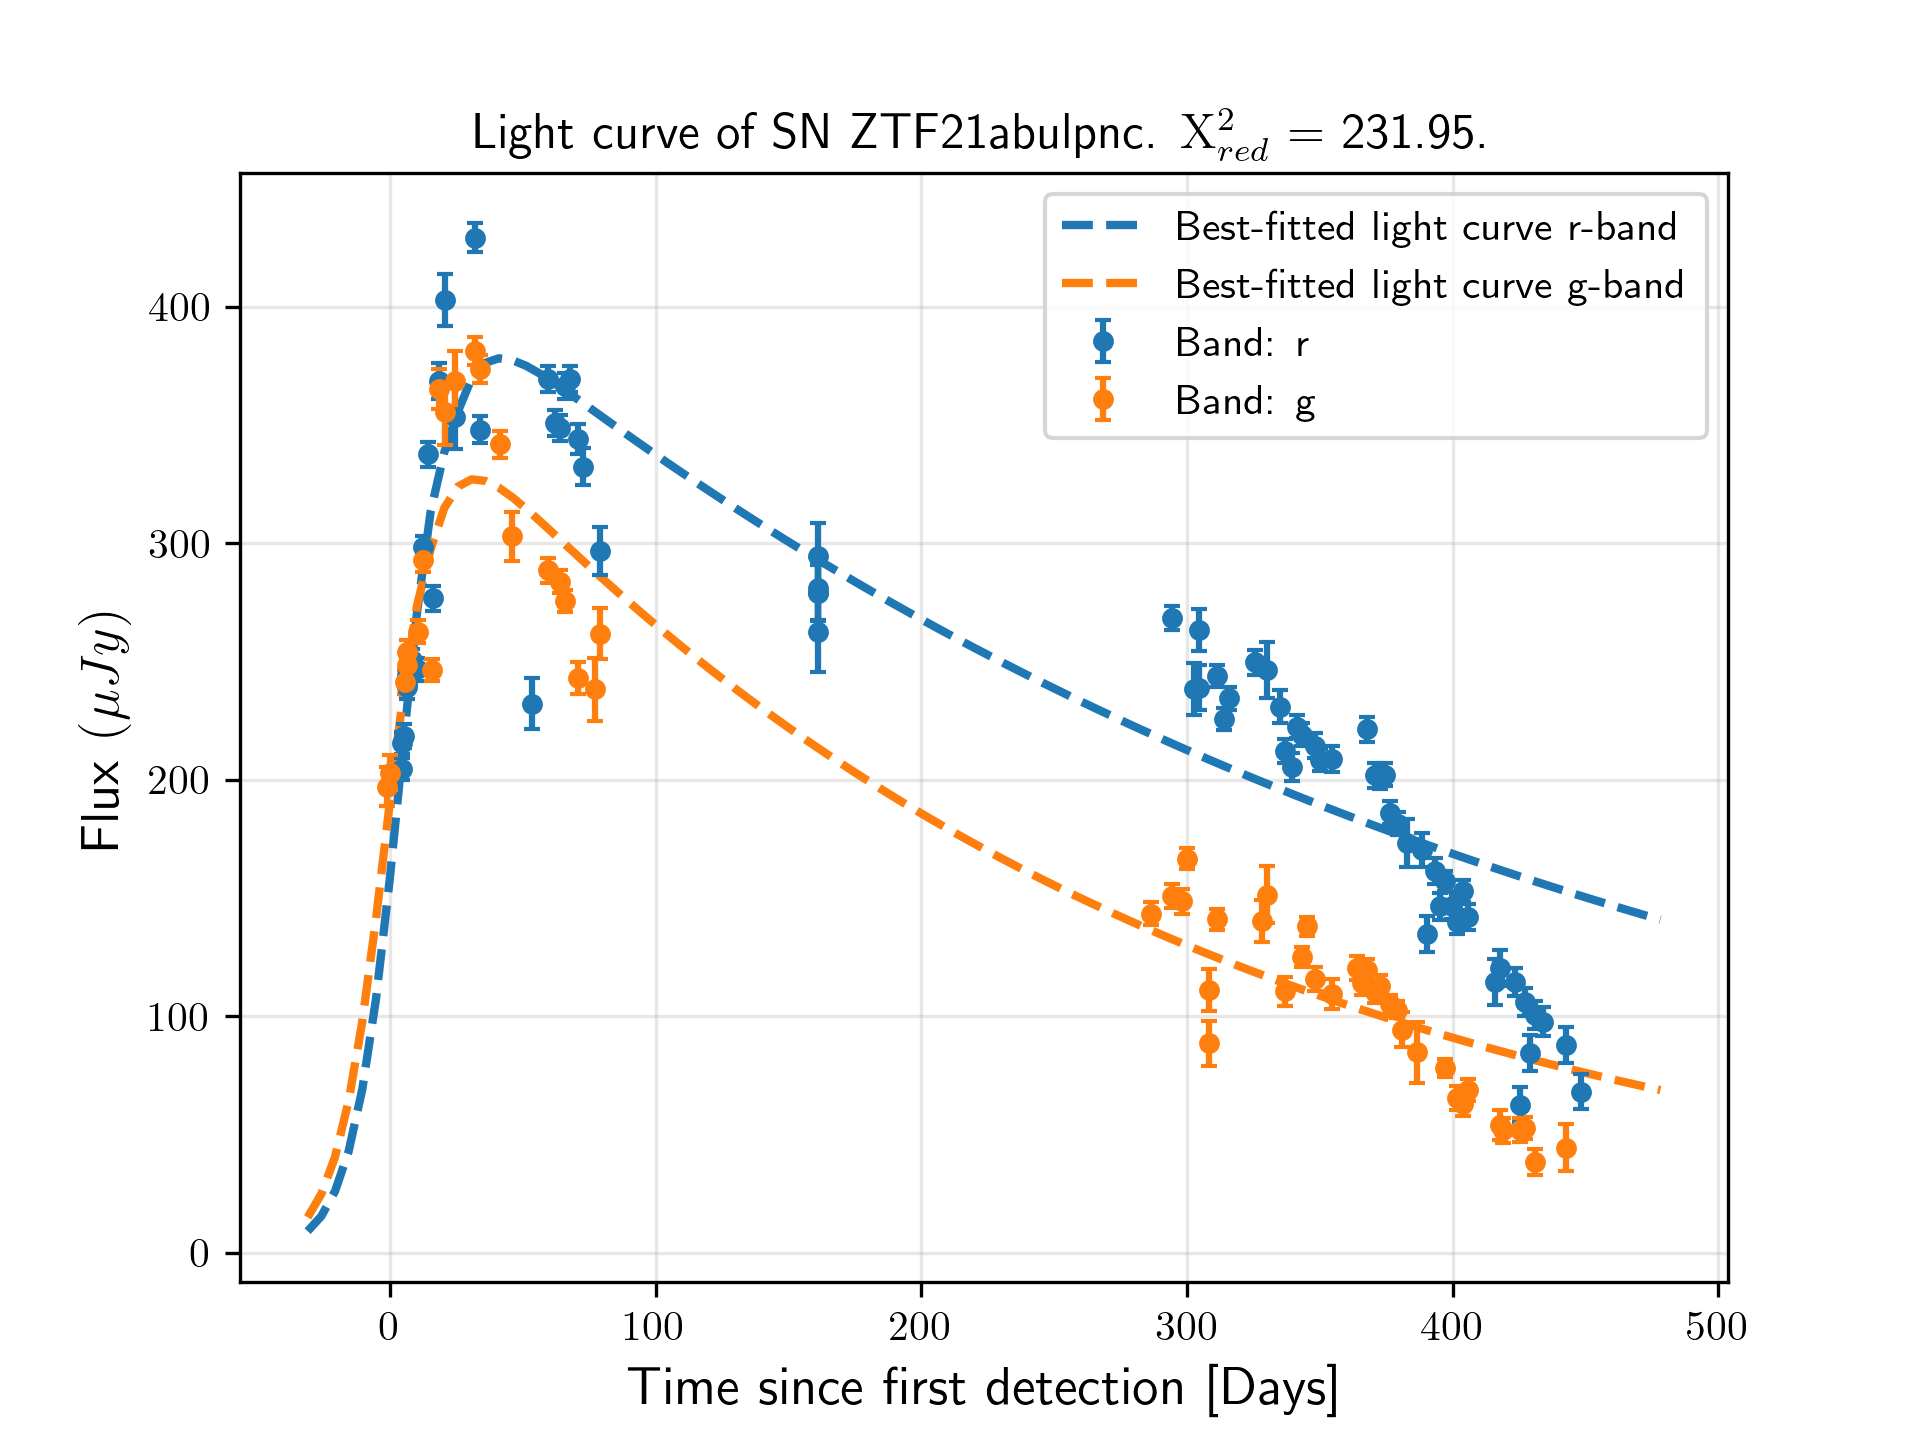 Light curve of SN ZTF21abulpnc. X²_red = 231.95.
Best-fitted light curve r-band
Best-fitted light curve g-band
Band: r
Band: g
Flux (μJy)
400
300
200
100
0
0 100 200 300 400 500
Time since first detection [Days]